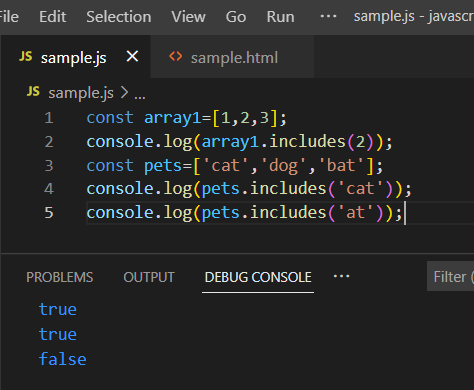 File Edit Selection View Run ··· sample.js - javascr
JS sample.js × <> sample.html
JS sample.js > ...
1 const array1=[1,2,3];
2 console.log(array1.includes(2));
3 const pets=['cat','dog','bat'];
4 console.log(pets.includes('cat'));
5 console.log(pets.includes('at'));
PROBLEMS OUTPUT DEBUG CONSOLE ··· Filter (
true
true
false